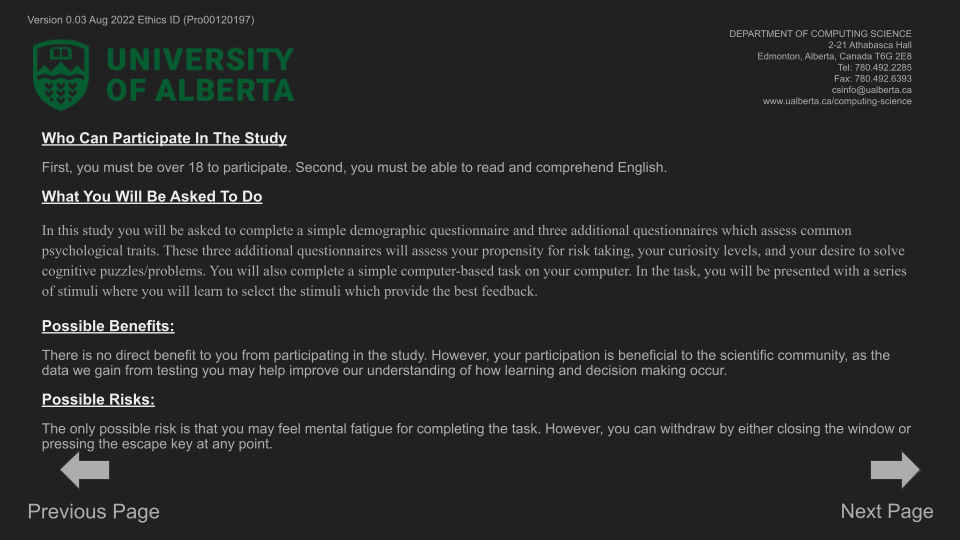 Version 0.03 Aug 2022 Ethics ID (Pro00120197)
UNIVERSITY
OF ALBERTA
DEPARTMENT OF COMPUTING SCIENCE
2-21 Athabasca Hall
Edmonton, Alberta, Canada T6G 2E8
Tel: 780.492.2285
Fax: 780.492.6393
csinfo@ualberta.ca
www.ualberta.ca/computing-science
Who Can Participate In The Study
First, you must be over 18 to participate. Second, you must be able to read and comprehend English.
What You Will Be Asked To Do
In this study you will be asked to complete a simple demographic questionnaire and three additional questionnaires which assess common
psychological traits. These three additional questionnaires will assess your propensity for risk taking, your curiosity levels, and your desire to solve
cognitive puzzles/problems. You will also complete a simple computer-based task on your computer. In the task, you will be presented with a series
of stimuli where you will learn to select the stimuli which provide the best feedback.
Possible Benefits:
There is no direct benefit to you from participating in the study. However, your participation is beneficial to the scientific community, as the
data we gain from testing you may help improve our understanding of how learning and decision making occur.
Possible Risks:
The only possible risk is that you may feel mental fatigue for completing the task. However, you can withdraw by either closing the window or
pressing the escape key at any point.
Previous Page
Next Page